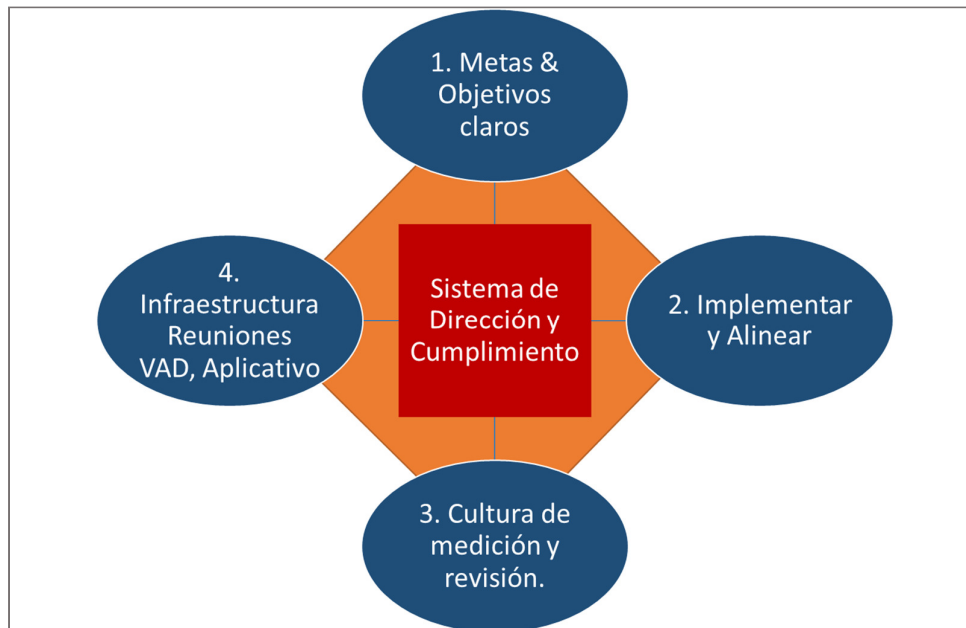 1. Metas &
Objetivos
claros
4.
Infraestructura
Reuniones
VAD, Aplicativo
Sistema de
Dirección y
Cumplimiento
2. Implementar
y Alinear
3. Cultura de
medición y
revisión.